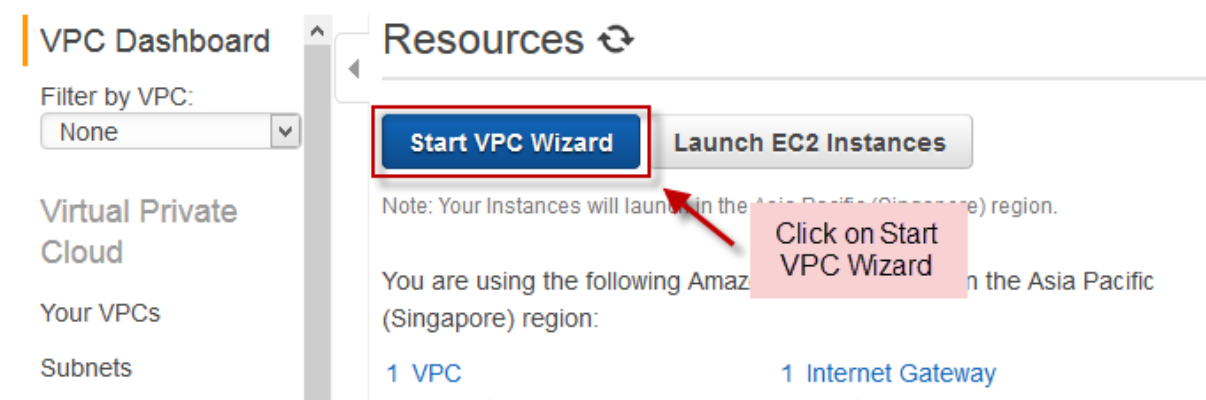 VPC Dashboard
Filter by VPC:
None
Virtual Private
Cloud
Your VPCs
Subnets
Resources
Start VPC Wizard
Launch EC2 Instances
Note: Your Instances will launch in the Asia Pacific (Singapore) region.
Click on Start
VPC Wizard
You are using the following Amaz n the Asia Pacific
(Singapore) region:
1 VPC
1 Internet Gateway